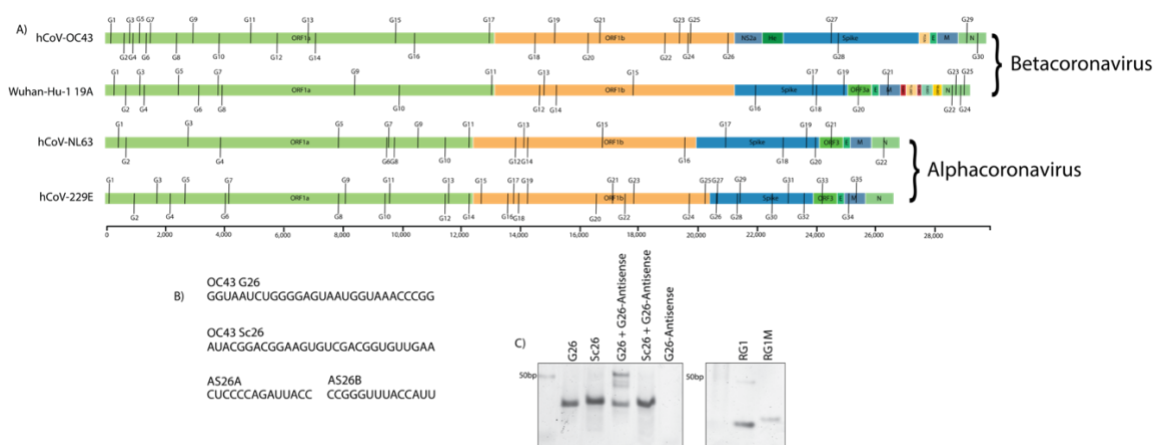 A)
G1 G3 G5 G7 G9 G11 G13 G15 G17 G19 G21 G23 G25 G27 G29
hCoV-OC43 ORF1a ORF1b NS2a He Spike E M N
G2 G4 G6 G8 G10 G12 G14 G16 G18 G20 G22 G24 G26 G28 G30
Betacoronavirus
G1 G3 G5 G7 G9 G11 G13 G15 G17 G19 G21 G23 G25
Wuhan-Hu-1 19A ORF1a ORF1b Spike ORF3a E M N
G2 G4 G6 G8 G10 G12 G14 G16 G18 G20 G22 G24
G1 G3 G5 G7 G9 G11 G13 G15 G17 G19 G21
hCoV-NL63 ORF1a ORF1b Spike ORF3 E M N
G2 G4 G6 G8 G10 G12 G14 G16 G18 G20 G22
Alphacoronavirus
G1 G3 G5 G7 G9 G11 G13 G15 G17 G19 G21 G23 G25 G27 G29 G31 G33 G35
hCoV-229E ORF1a ORF1b Spike ORF3 E M N
G2 G4 G6 G8 G10 G12 G14 G16 G18 G20 G22 G24 G26 G28 G30 G32 G34
0 2,000 4,000 6,000 8,000 10,000 12,000 14,000 16,000 18,000 20,000 22,000 24,000 26,000 28,000
B)
OC43 G26
GGUAAUCUGGGGAGUAAUGGUAAACCCGG
OC43 Sc26
AUACGGACGGAAGUGUCGACGGUGUUGAA
AS26A AS26B
CUCCCCAGAUUACC CCGGGUUUACCAUU
C)
G26
Sc26
G26 + G26-Antisense
Sc26 + G26-Antisense
G26-Antisense
50bp
RG1
RG1M
50bp